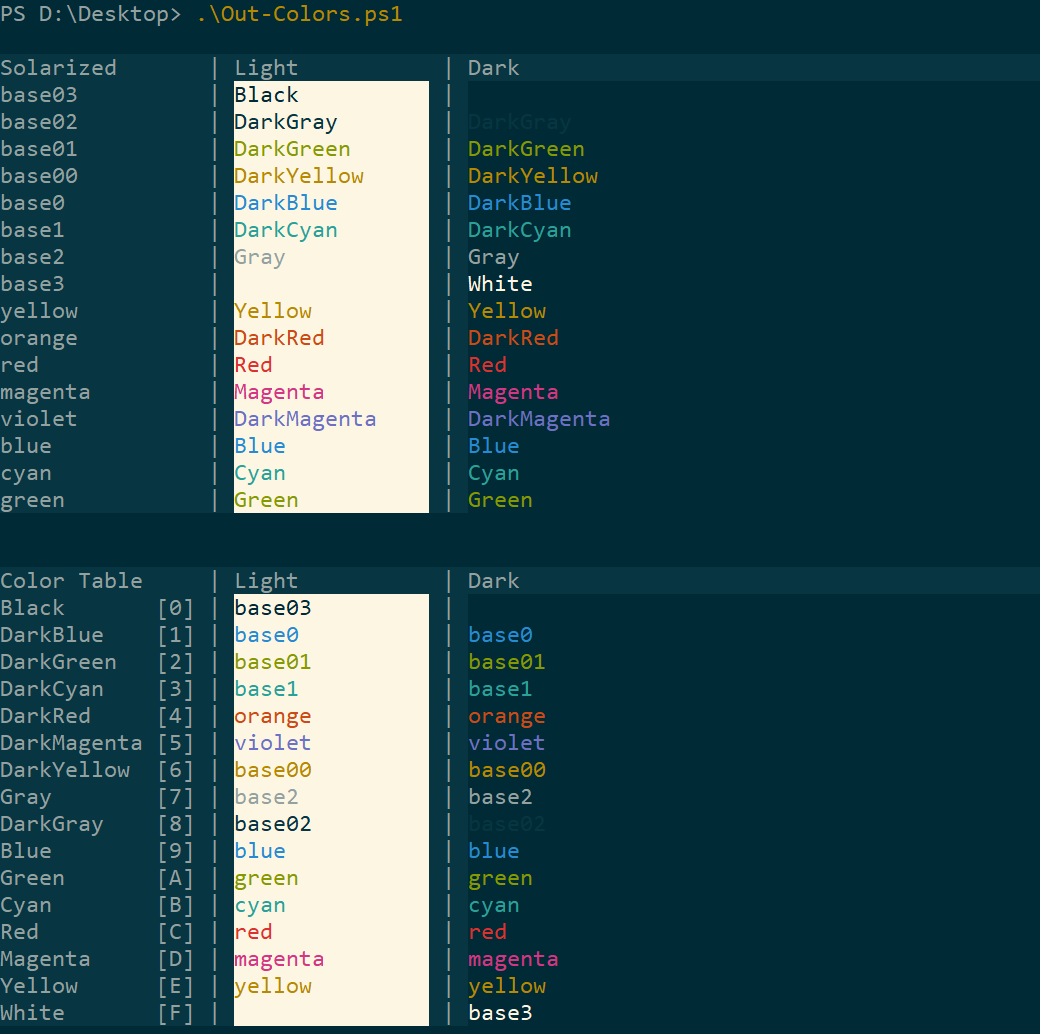 PS D:\Desktop> .\Out-Colors.ps1
Solarized | Light | Dark
base03 | Black |
base02 | DarkGray | DarkGray
base01 | DarkGreen | DarkGreen
base00 | DarkYellow | DarkYellow
base0 | DarkBlue | DarkBlue
base1 | DarkCyan | DarkCyan
base2 | Gray | Gray
base3 | | White
yellow | Yellow | Yellow
orange | DarkRed | DarkRed
red | Red | Red
magenta | Magenta | Magenta
violet | DarkMagenta | DarkMagenta
blue | Blue | Blue
cyan | Cyan | Cyan
green | Green | Green
Color Table | Light | Dark
Black [0] | base03 |
DarkBlue [1] | base0 | base0
DarkGreen [2] | base01 | base01
DarkCyan [3] | base1 | base1
DarkRed [4] | orange | orange
DarkMagenta [5] | violet | violet
DarkYellow [6] | base00 | base00
Gray [7] | base2 | base2
DarkGray [8] | base02 | base02
Blue [9] | blue | blue
Green [A] | green | green
Cyan [B] | cyan | cyan
Red [C] | red | red
Magenta [D] | magenta | magenta
Yellow [E] | yellow | yellow
White [F] | | base3